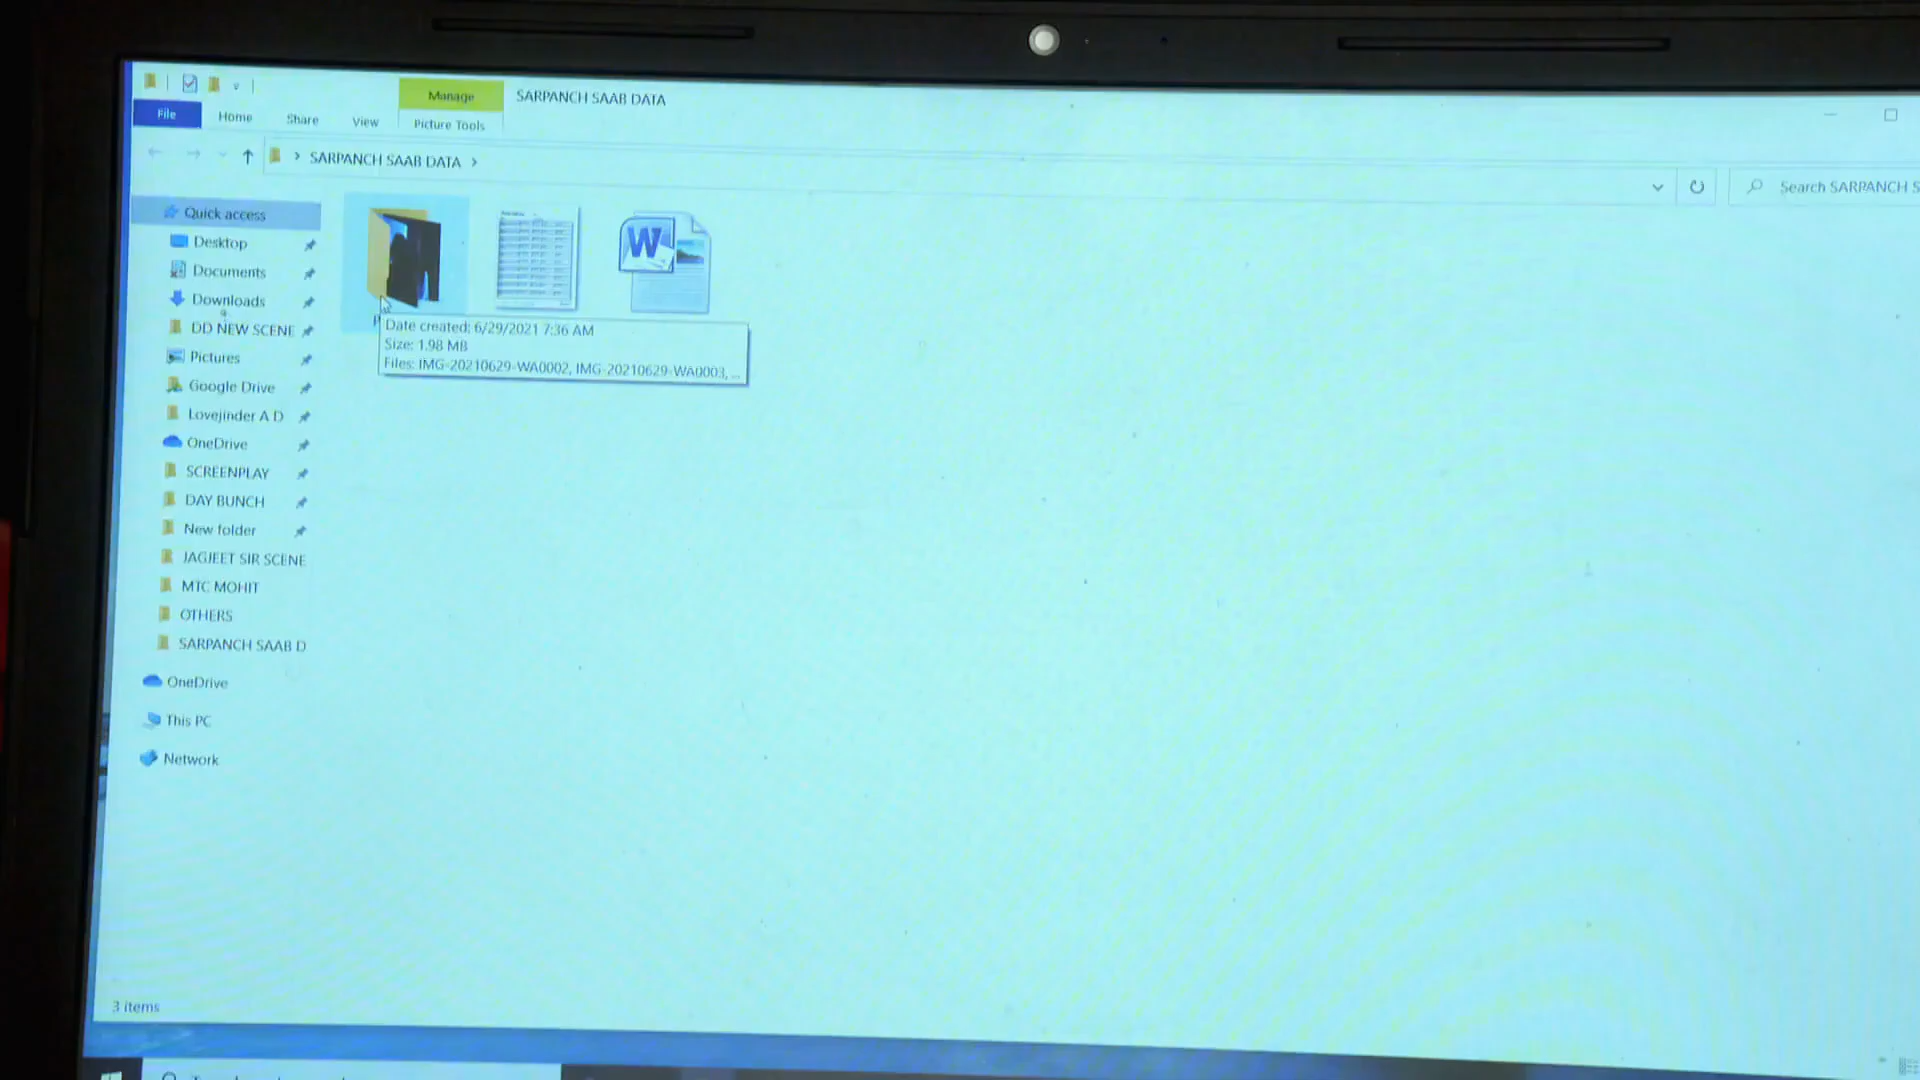 Manage
SARPANCH SAAB DATA
File
Home
Share
View
Picture Tools
SARPANCH SAAB DATA
Search SARPANCH S
Quick access
Desktop
Documents
Downloads
DD NEW SCENE
Pictures
Google Drive
Lovejinder A D
OneDrive
SCREENPLAY
DAY BUNCH
New folder
JAGJEET SIR SCENE
MTC MOHIT
OTHERS
SARPANCH SAAB D
OneDrive
This PC
Network
W
Date created: 6/29/2021 7:36 AM
Size: 1.98 MB
Files: IMG-20210629-WA0002, IMG-20210629-WA0003, ...
3 items